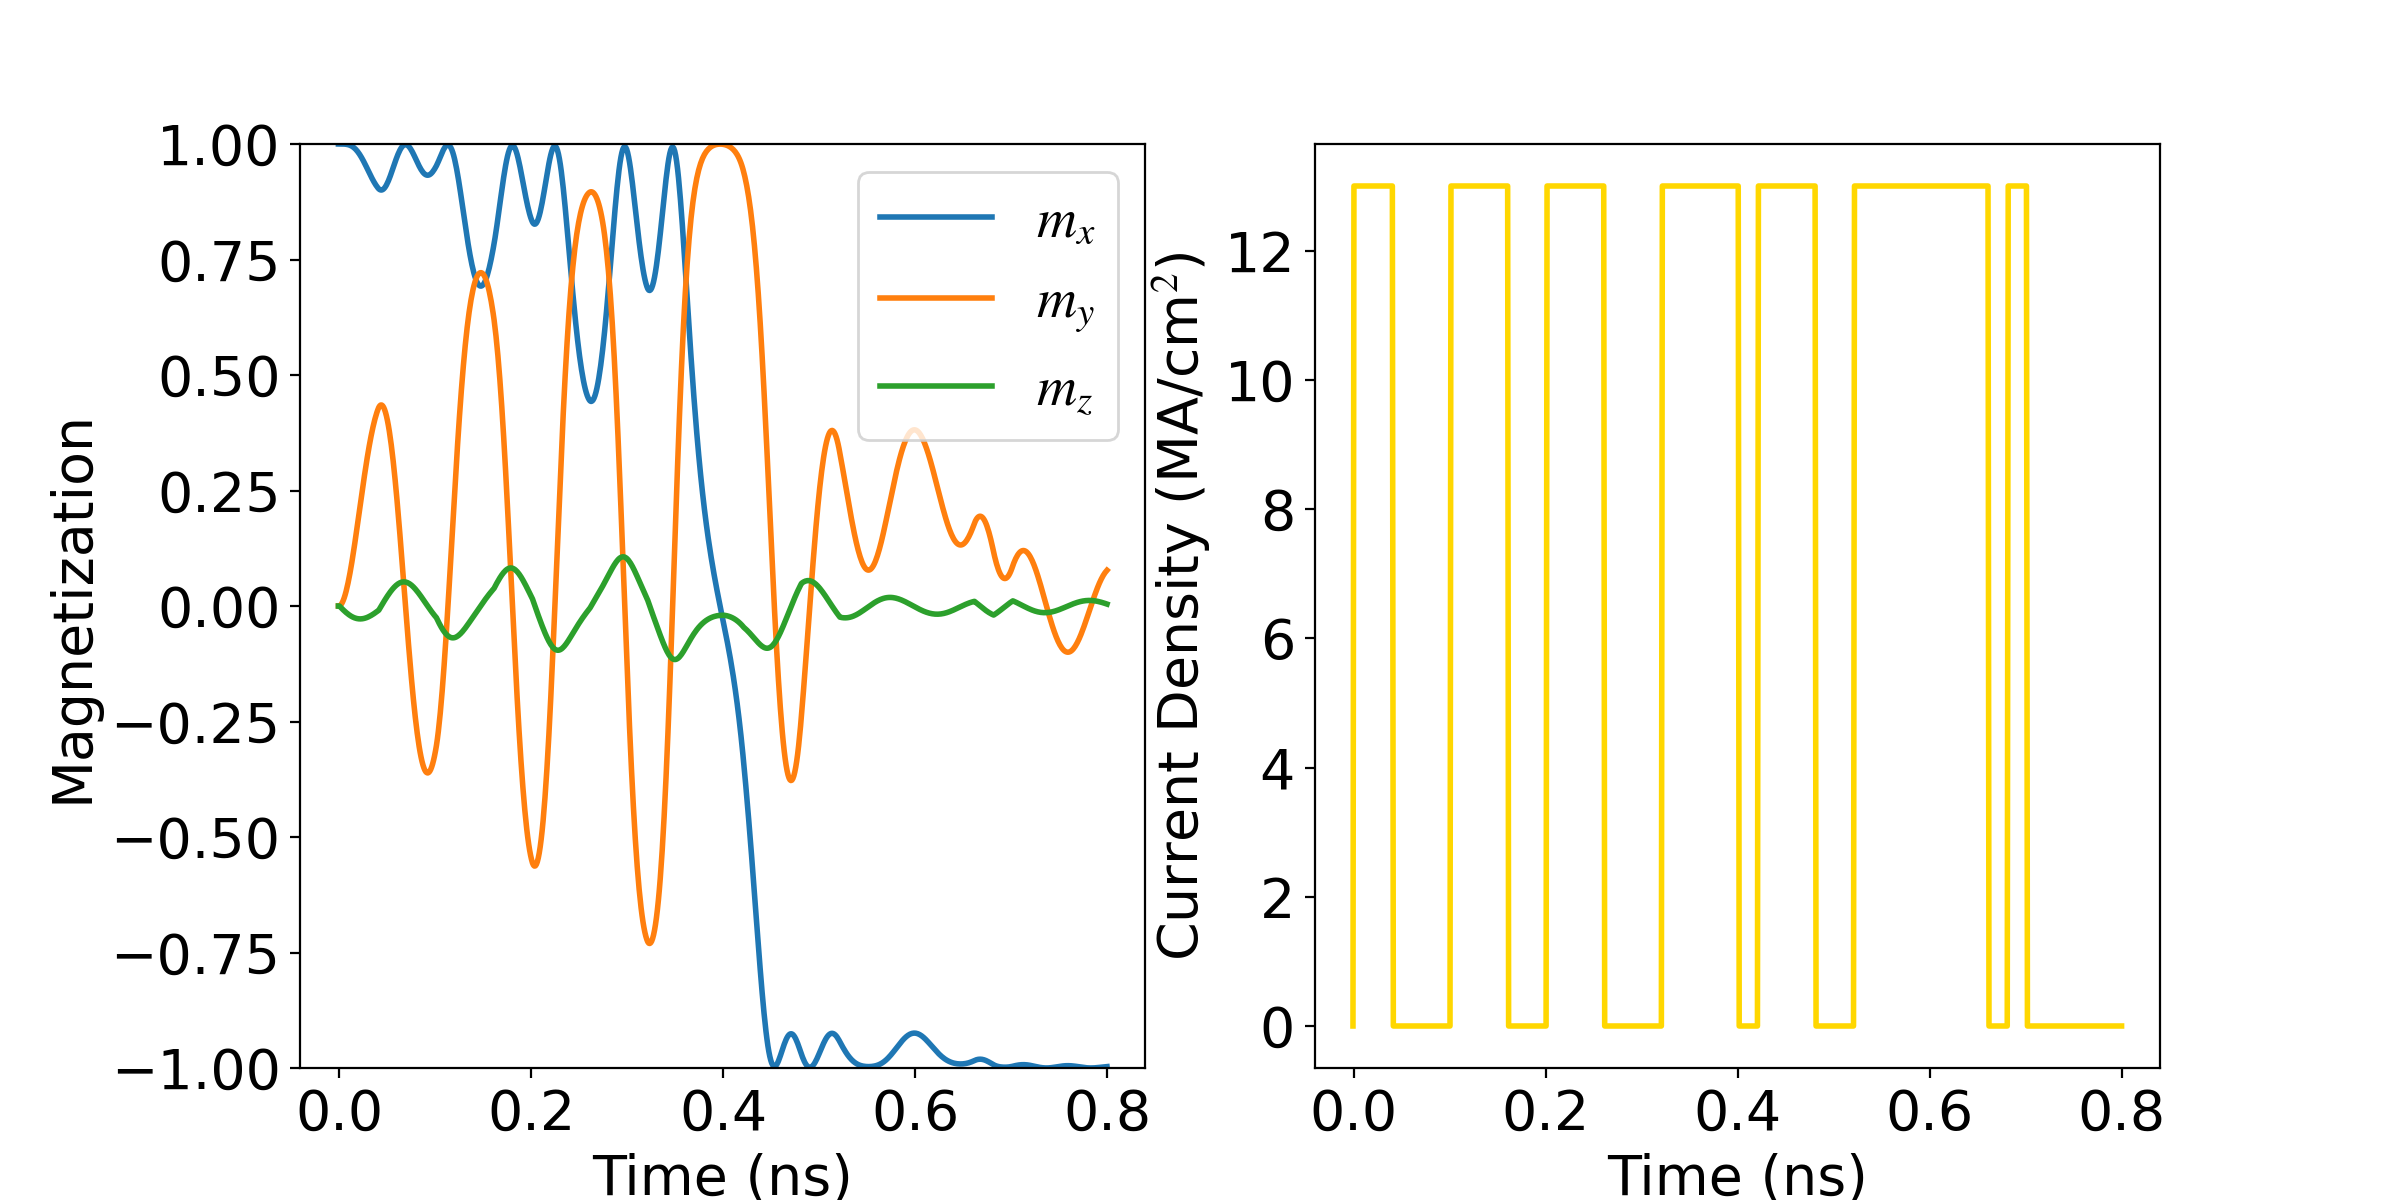 Magnetization
1.00
0.75
0.50
0.25
0.00
−0.25
−0.50
−0.75
−1.00
0.0 0.2 0.4 0.6 0.8
Time (ns)
m_x
m_y
m_z
Current Density (MA/cm²)
12
10
8
6
4
2
0
0.0 0.2 0.4 0.6 0.8
Time (ns)